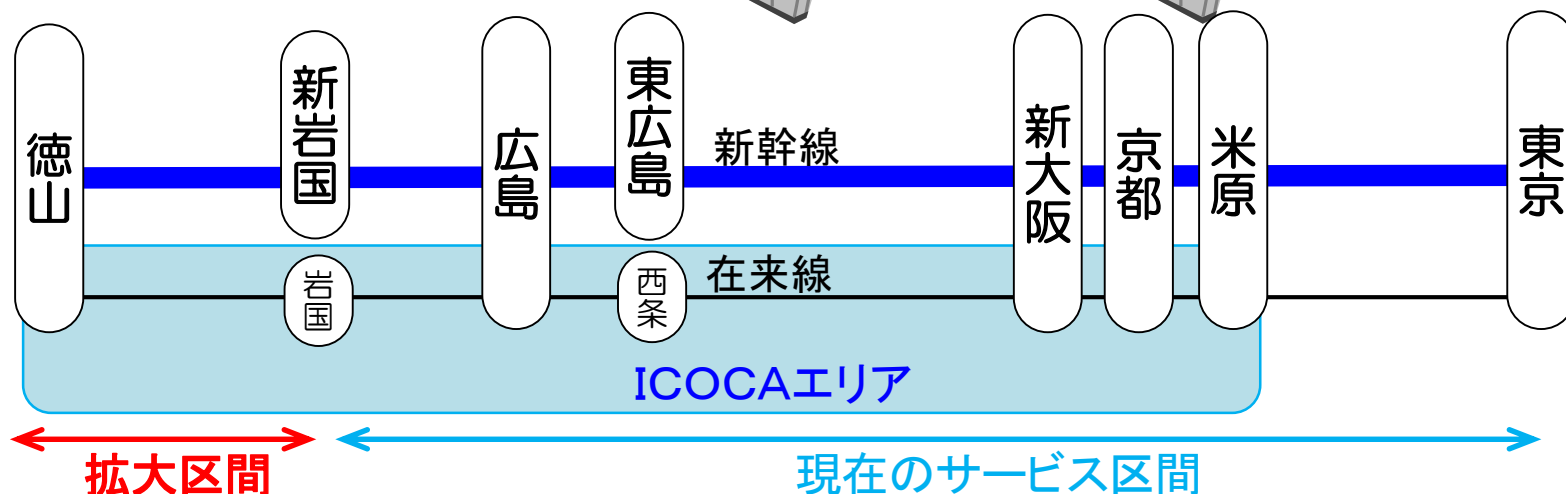 徳山
新岩国
広島
東広島
新大阪
京都
米原
東京
新幹線
岩国
西条
在来線
ICOCAエリア
拡大区間
現在のサービス区間